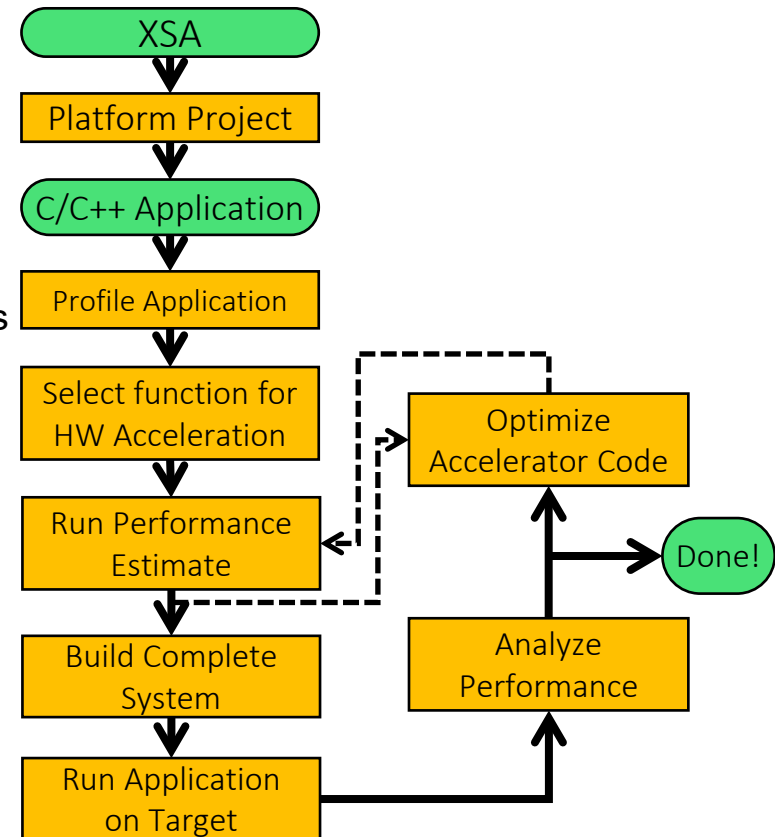 XSA
Platform Project
C/C++ Application
Profile Application
s
Select function for
HW Acceleration
Run Performance
Estimate
Build Complete
System
Run Application
on Target
Optimize
Accelerator Code
Done!
Analyze
Performance